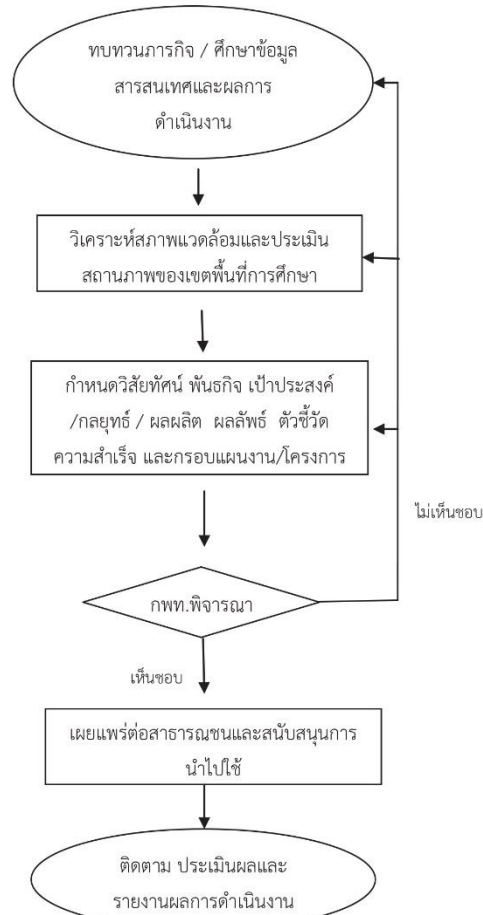 ทบทวนภารกิจ / ศึกษาข้อมูล
สารสนเทศและผลการ
ดำเนินงาน
วิเคราะห์สภาพแวดล้อมและประเมิน
สถานภาพของเขตพื้นที่การศึกษา
กำหนดวิสัยทัศน์ พันธกิจ เป้าประสงค์
/กลยุทธ์ / ผลผลิต ผลลัพธ์ ตัวชี้วัด
ความสำเร็จ และกรอบแผนงาน/โครงการ
ไม่เห็นชอบ
กพท.พิจารณา
เห็นชอบ
เผยแพร่ต่อสาธารณชนและสนับสนุนการ
นำไปใช้
ติดตาม ประเมินผลและ
รายงานผลการดำเนินงาน